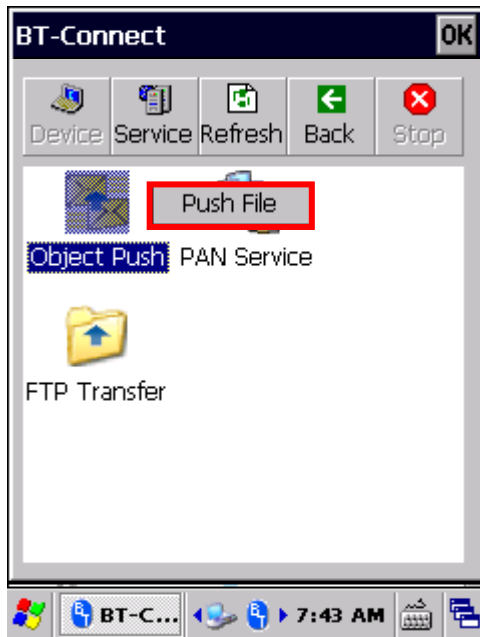 BT-Connect OK
Device Service Refresh Back Stop
Push File
Object Push PAN Service
FTP Transfer
BT-C... 7:43 AM